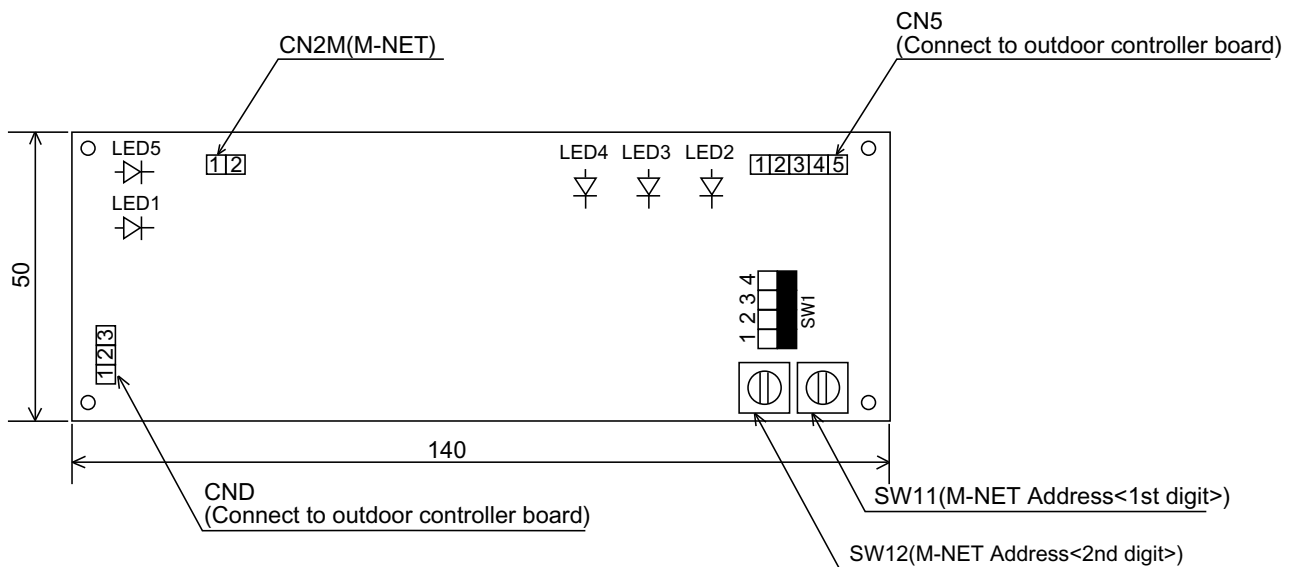 CN5
(Connect to outdoor controller board)
CN2M(M-NET)
LED5
1 2
LED4 LED3 LED2
1 2 3 4 5
LED1
50
1 2 3 4
SW1
1 2 3
140
CND
(Connect to outdoor controller board)
SW11(M-NET Address<1st digit>)
SW12(M-NET Address<2nd digit>)